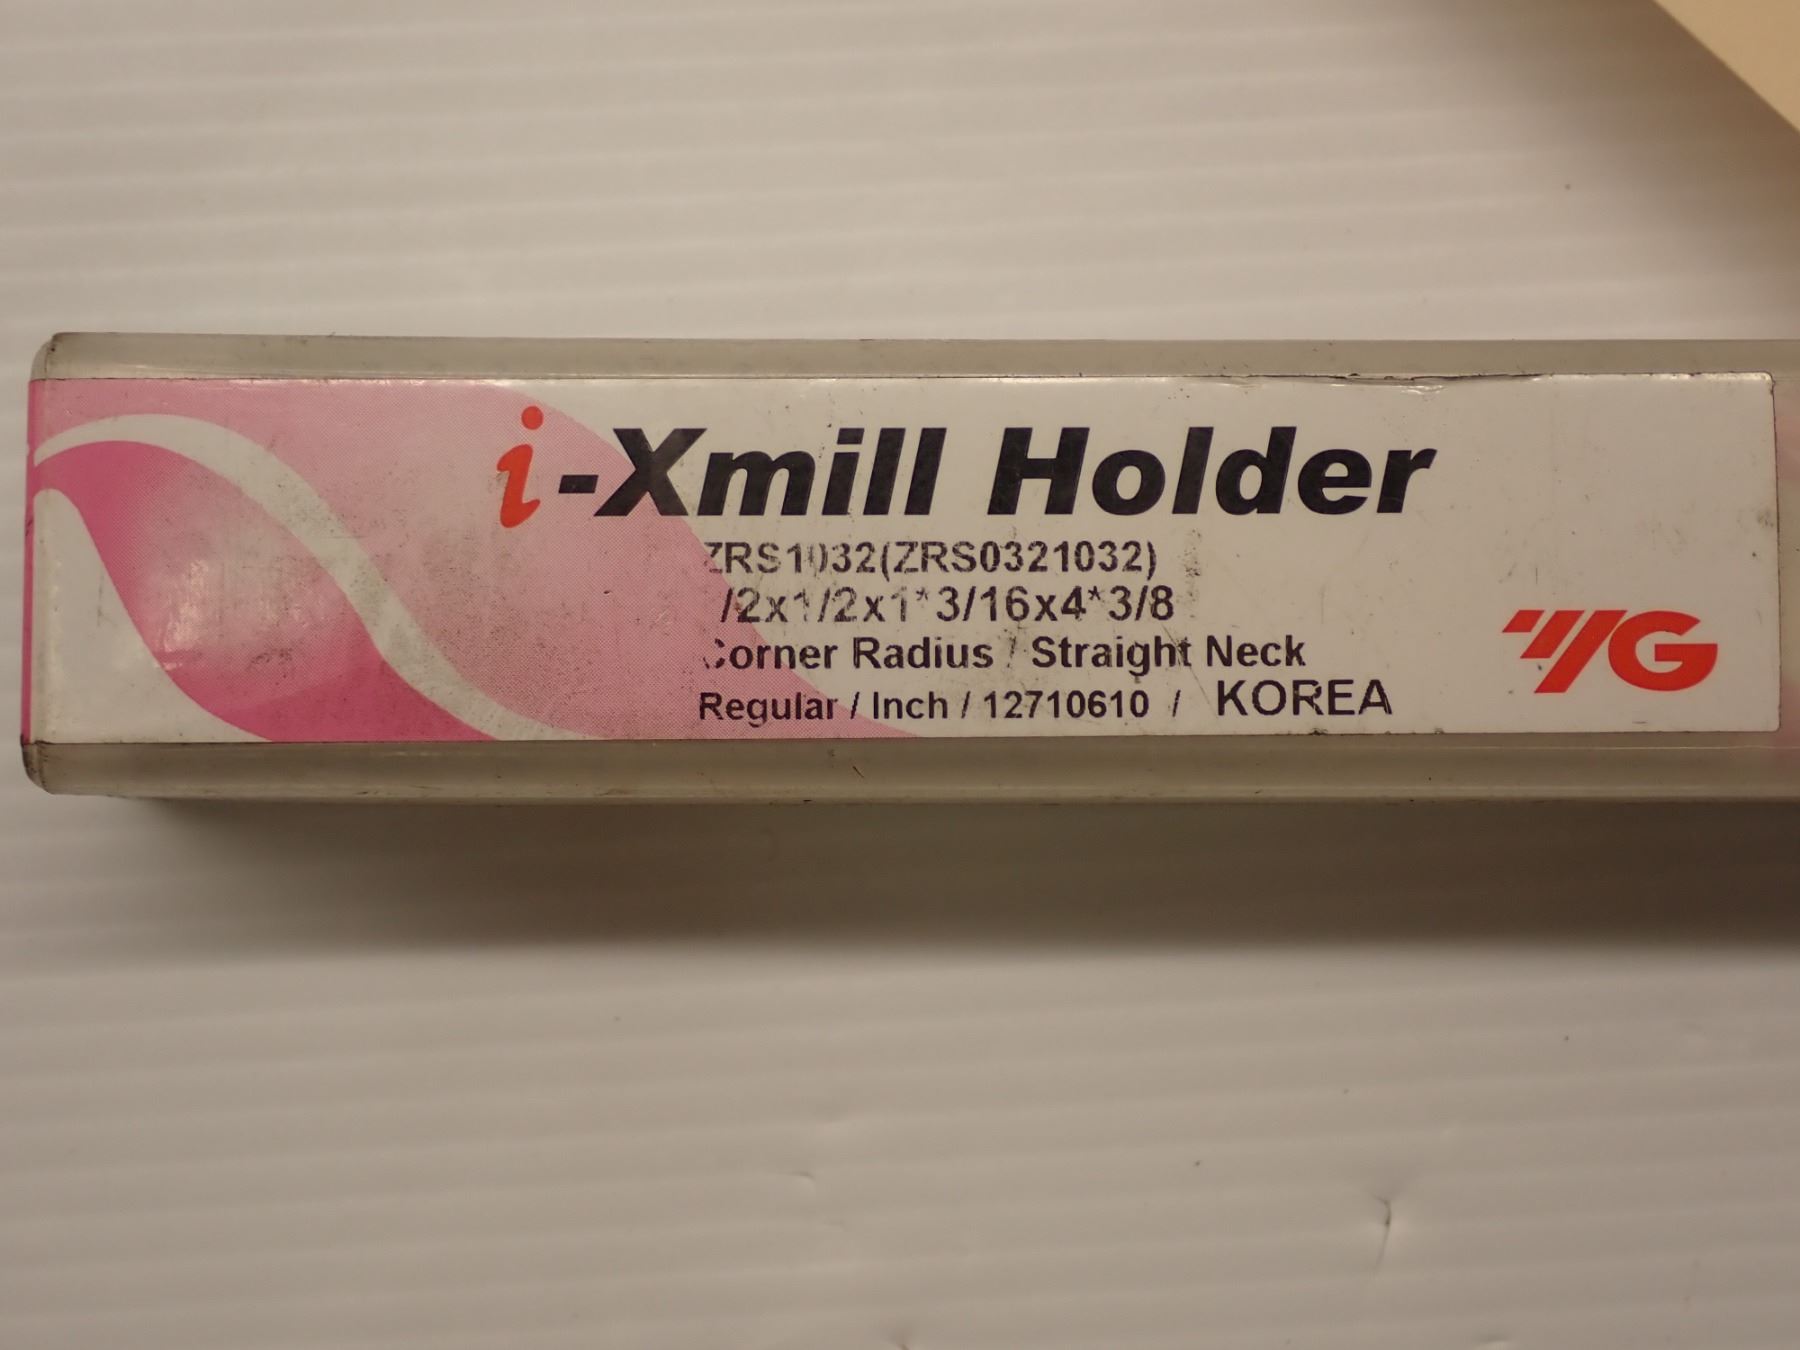 i-Xmill Holder
ZRS1032(ZRS0321032)
/2x1/2x1*3/16x4*3/8
Corner Radius / Straight Neck
Regular / Inch / 12710610 / KOREA
YG